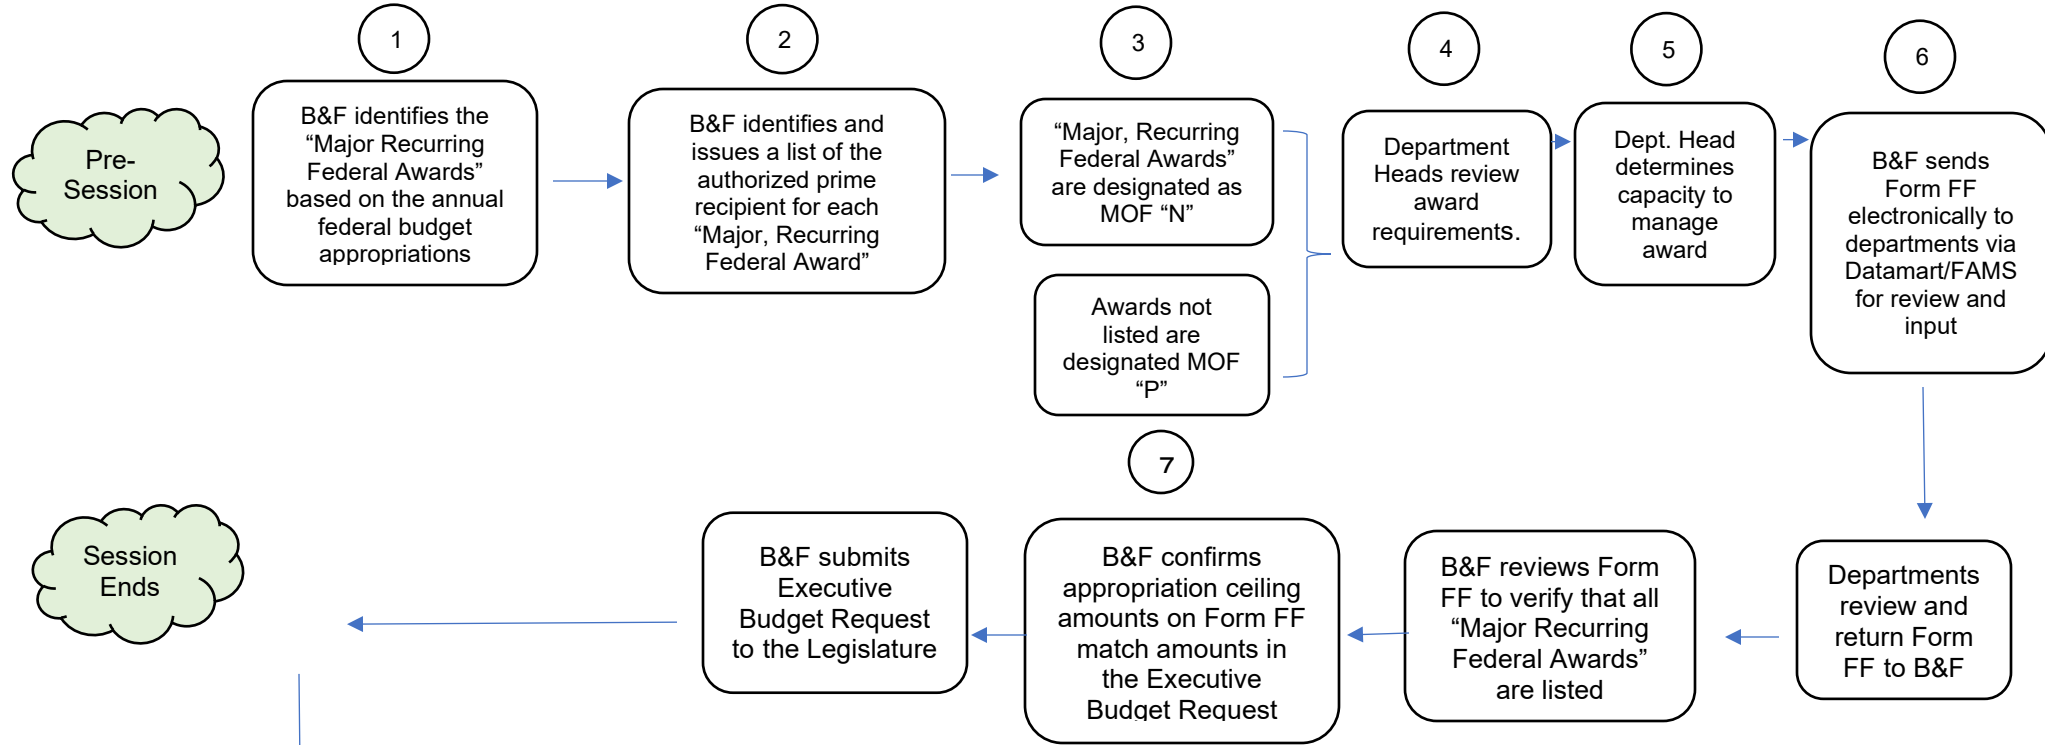 1
2
3
4
5
6
Pre-
Session
B&F identifies the
“Major Recurring
Federal Awards”
based on the annual
federal budget
appropriations
B&F identifies and
issues a list of the
authorized prime
recipient for each
“Major, Recurring
Federal Award”
“Major, Recurring
Federal Awards”
are designated as
MOF “N”
Awards not
listed are
designated MOF
“P”
Department
Heads review
award
requirements.
Dept. Head
determines
capacity to
manage
award
B&F sends
Form FF
electronically to
departments via
Datamart/FAMS
for review and
input
7
Session
Ends
B&F submits
Executive
Budget Request
to the Legislature
B&F confirms
appropriation ceiling
amounts on Form FF
match amounts in
the Executive
Budget Request
B&F reviews Form
FF to verify that all
“Major Recurring
Federal Awards”
are listed
Departments
review and
return Form
FF to B&F